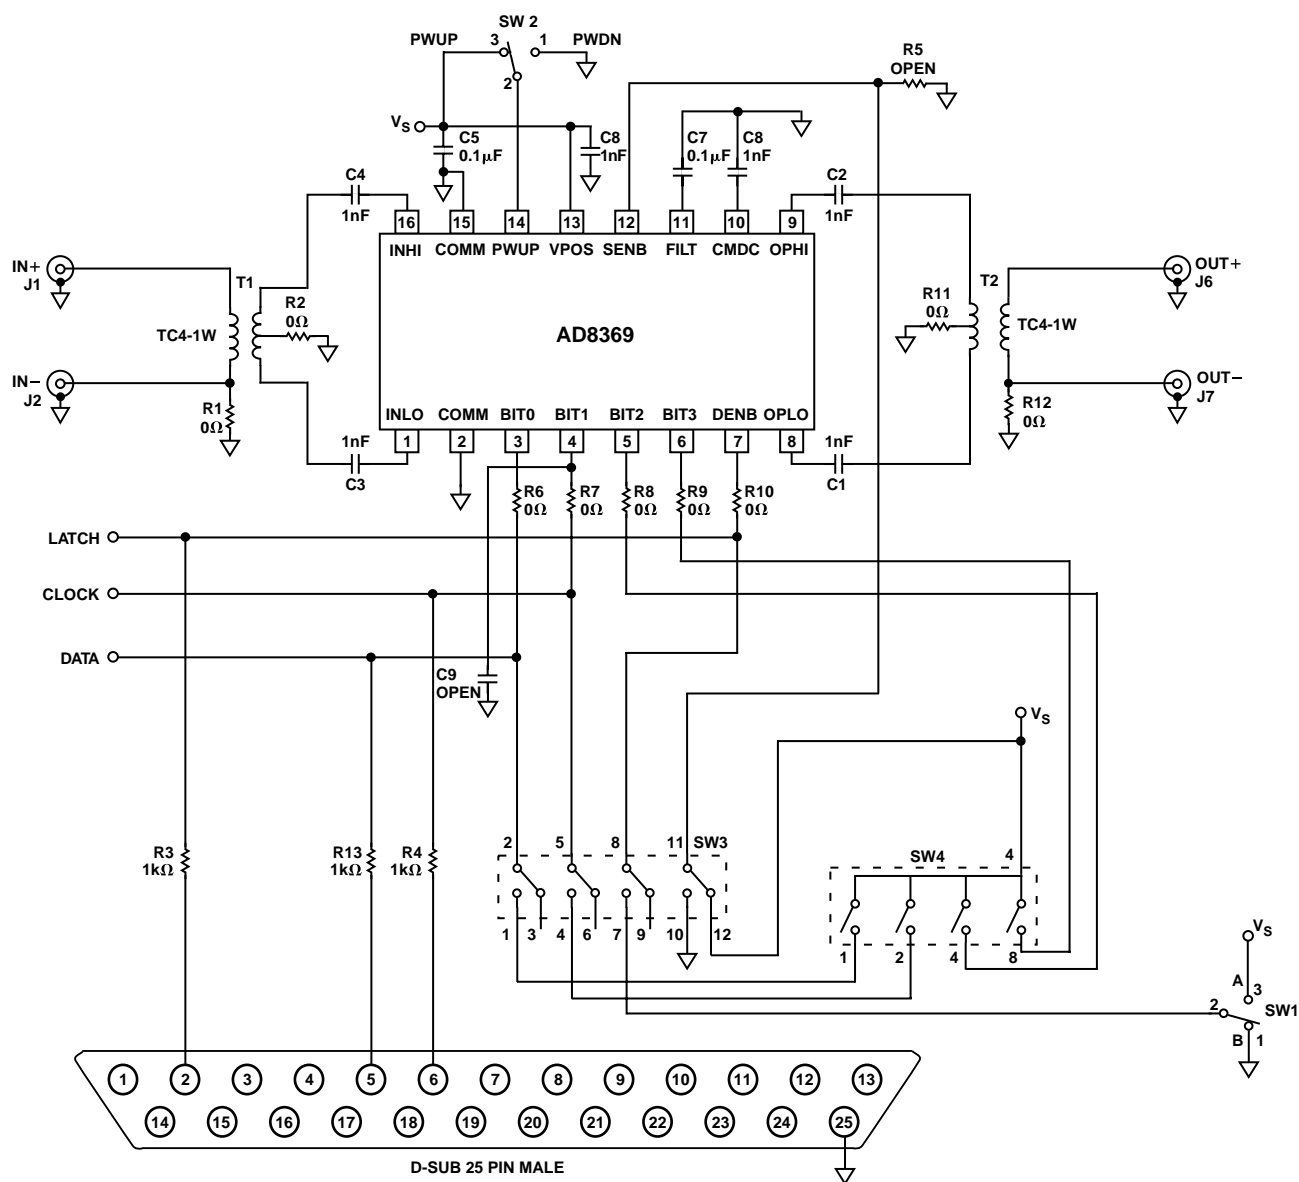 SW 2
PWUP 3 1 PWDN
2
R5
OPEN
VS
C5
0.1µF
C8
1nF
C7
0.1µF
C8
1nF
C4
1nF
C2
1nF
16 15 14 13 12 11 10 9
INHI COMM PWUP VPOS SENB FILT CMDC OPHI
IN+
J1
T1
R2
0Ω
TC4-1W
AD8369
R11
0Ω
T2
TC4-1W
OUT+
J6
IN−
J2
R1
0Ω
OUT−
J7
R12
0Ω
INLO COMM BIT0 BIT1 BIT2 BIT3 DENB OPLO
1 2 3 4 5 6 7 8
1nF
C3
1nF
C1
R6
0Ω
R7
0Ω
R8
0Ω
R9
0Ω
R10
0Ω
LATCH
CLOCK
DATA
C9
OPEN
VS
R3
1kΩ
R13
1kΩ
R4
1kΩ
2 5 8 11 SW3
1 3 4 6 7 9 10 12
SW4 4
1 2 4 8
VS
A 3
2 SW1
B 1
1 2 3 4 5 6 7 8 9 10 11 12 13
14 15 16 17 18 19 20 21 22 23 24 25
D-SUB 25 PIN MALE